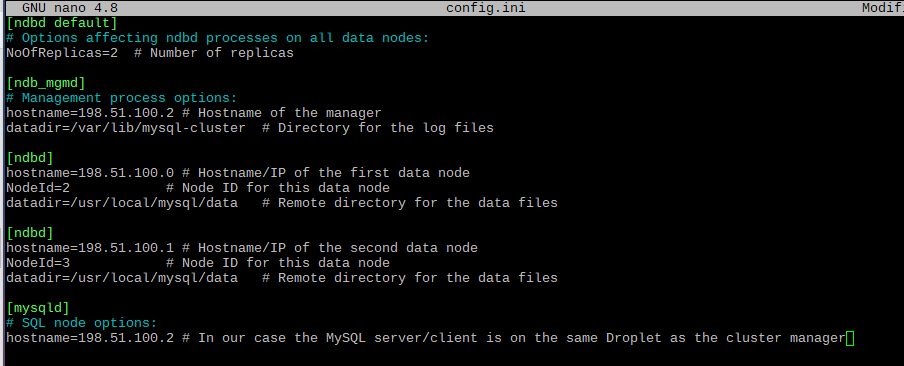 GNU nano 4.8 config.ini Modifi
[ndbd default]
# Options affecting ndbd processes on all data nodes:
NoOfReplicas=2  # Number of replicas
[ndb_mgmd]
# Management process options:
hostname=198.51.100.2 # Hostname of the manager
datadir=/var/lib/mysql-cluster  # Directory for the log files
[ndbd]
hostname=198.51.100.0 # Hostname/IP of the first data node
NodeId=2            # Node ID for this data node
datadir=/usr/local/mysql/data   # Remote directory for the data files
[ndbd]
hostname=198.51.100.1 # Hostname/IP of the second data node
NodeId=3            # Node ID for this data node
datadir=/usr/local/mysql/data   # Remote directory for the data files
[mysqld]
# SQL node options:
hostname=198.51.100.2 # In our case the MySQL server/client is on the same Droplet as the cluster manager